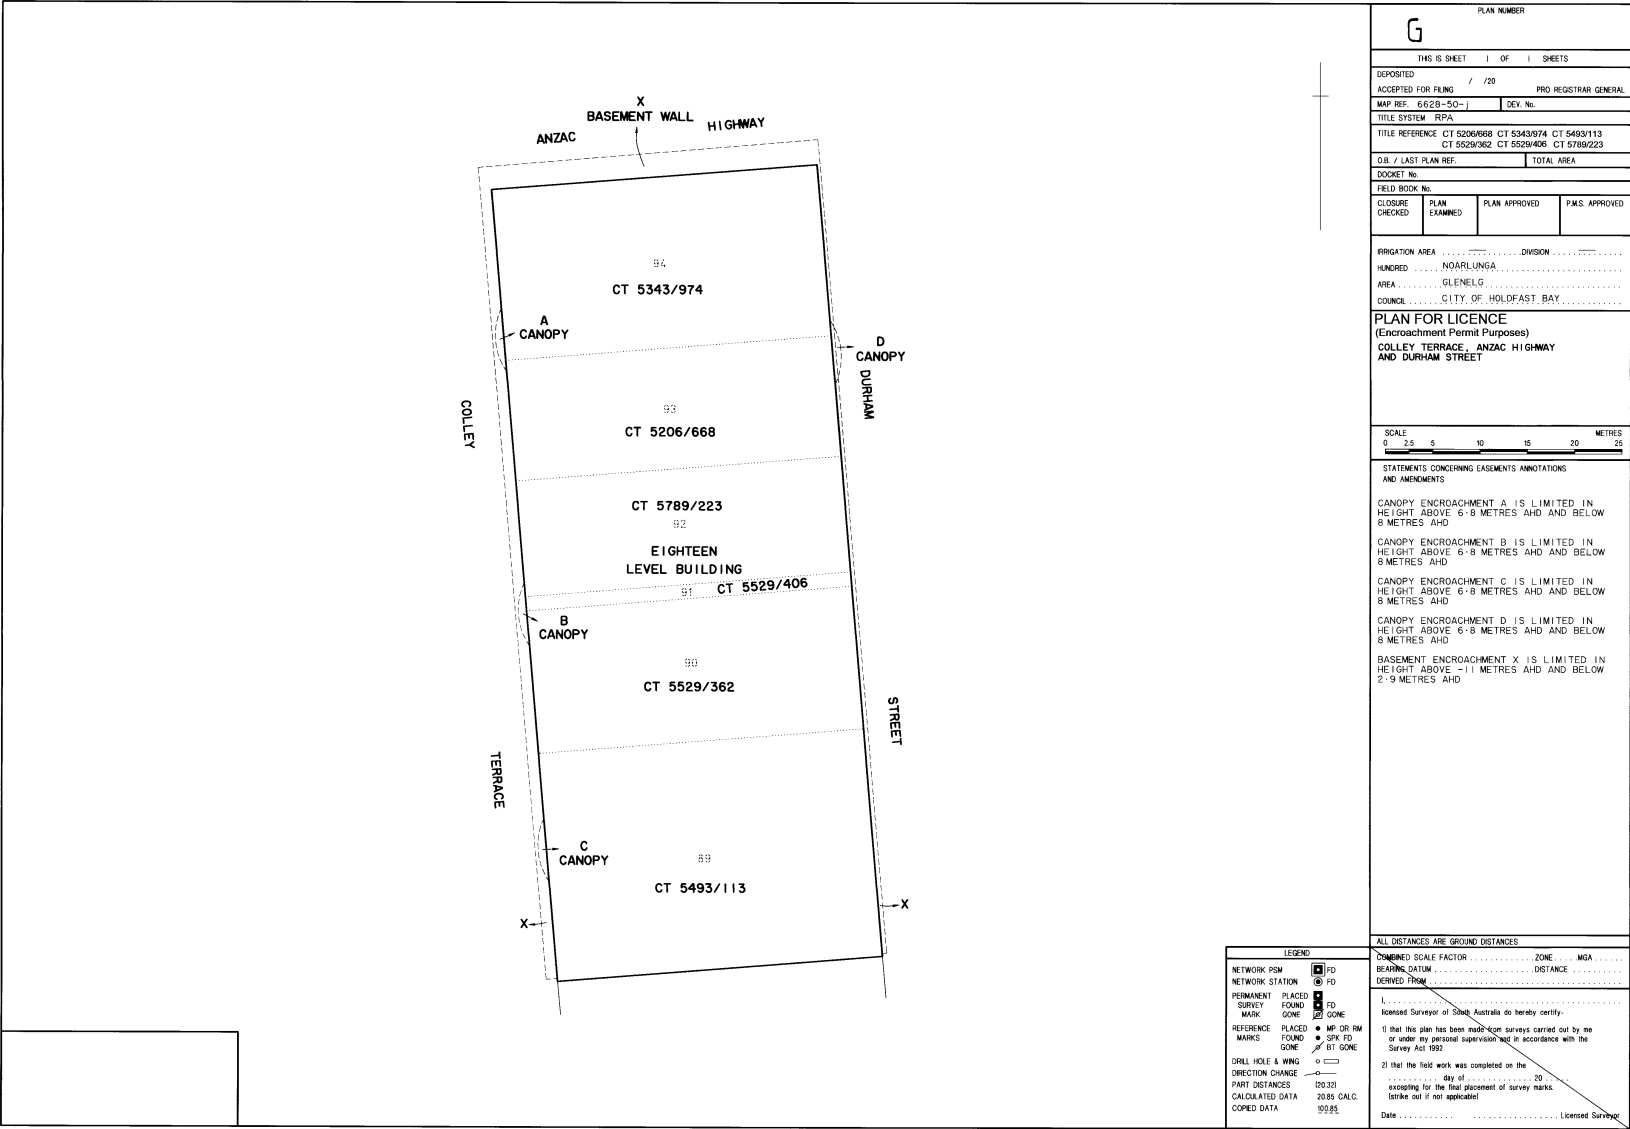 X
BASEMENT WALL
ANZAC HIGHWAY
94
CT 5343/974
A
CANOPY
D
CANOPY
COLLEY
DURHAM
93
CT 5206/668
CT 5789/223
92
EIGHTEEN
LEVEL BUILDING
91 CT 5529/406
B
CANOPY
90
CT 5529/362
STREET
TERRACE
C
CANOPY
89
CT 5493/113
X
X
PLAN NUMBER
G
THIS IS SHEET 1 OF 1 SHEETS
DEPOSITED
/ /20
ACCEPTED FOR FILING PRO REGISTRAR GENERAL
MAP REF. 6628-50-j DEV. No.
TITLE SYSTEM RPA
TITLE REFERENCE CT 5206/668 CT 5343/974 CT 5493/113
CT 5529/362 CT 5529/406 CT 5789/223
O.B. / LAST PLAN REF. TOTAL AREA
DOCKET No.
FIELD BOOK No.
CLOSURE CHECKED
PLAN EXAMINED
PLAN APPROVED
P.M.S. APPROVED
IRRIGATION AREA .......... DIVISION ..........
HUNDRED NOARLUNGA
AREA GLENELG
COUNCIL CITY OF HOLDFAST BAY
PLAN FOR LICENCE
(Encroachment Permit Purposes)
COLLEY TERRACE, ANZAC HIGHWAY
AND DURHAM STREET
SCALE METRES
0 2.5 5 10 15 20 25
STATEMENTS CONCERNING EASEMENTS ANNOTATIONS
AND AMENDMENTS
CANOPY ENCROACHMENT A IS LIMITED IN
HEIGHT ABOVE 6·8 METRES AHD AND BELOW
8 METRES AHD
CANOPY ENCROACHMENT B IS LIMITED IN
HEIGHT ABOVE 6·8 METRES AHD AND BELOW
8 METRES AHD
CANOPY ENCROACHMENT C IS LIMITED IN
HEIGHT ABOVE 6·8 METRES AHD AND BELOW
8 METRES AHD
CANOPY ENCROACHMENT D IS LIMITED IN
HEIGHT ABOVE 6·8 METRES AHD AND BELOW
8 METRES AHD
BASEMENT ENCROACHMENT X IS LIMITED IN
HEIGHT ABOVE -11 METRES AHD AND BELOW
2·9 METRES AHD
ALL DISTANCES ARE GROUND DISTANCES
COMBINED SCALE FACTOR .......... ZONE .... MGA ......
BEARING DATUM .......... DISTANCE ..........
DERIVED FROM ..........
I, ..........
licensed Surveyor of South Australia do hereby certify-
1) that this plan has been made from surveys carried out by me
or under my personal supervision and in accordance with the
Survey Act 1992
2) that the field work was completed on the
.......... day of .......... 20 .....
excepting for the final placement of survey marks.
(strike out if not applicable)
Date .......... .......... Licensed Surveyor
LEGEND
NETWORK PSM FD
NETWORK STATION FD
PERMANENT PLACED
SURVEY FOUND FD
MARK GONE GONE
REFERENCE PLACED MP OR RM
MARKS FOUND SPK FD
GONE BT GONE
DRILL HOLE & WING
DIRECTION CHANGE
PART DISTANCES (20.32)
CALCULATED DATA 20.85 CALC.
COPIED DATA 100.85